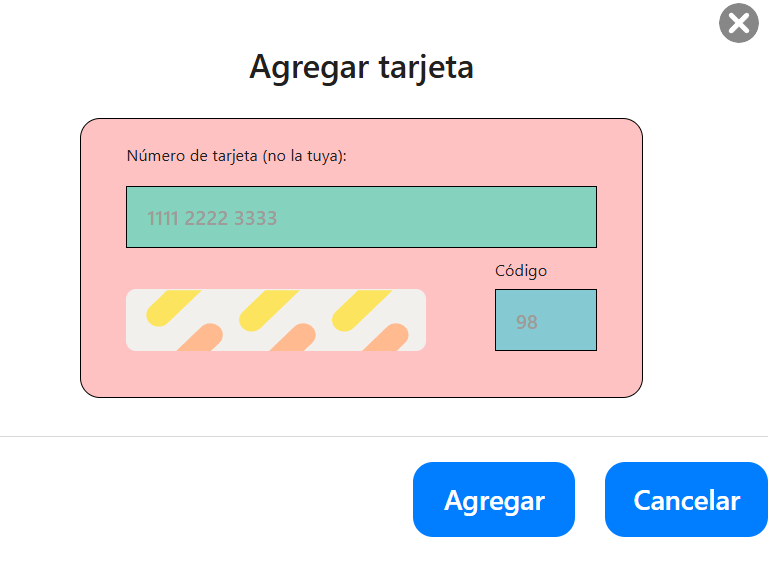 Agregar tarjeta
Número de tarjeta (no la tuya):
1111 2222 3333
Código
98
Agregar
Cancelar